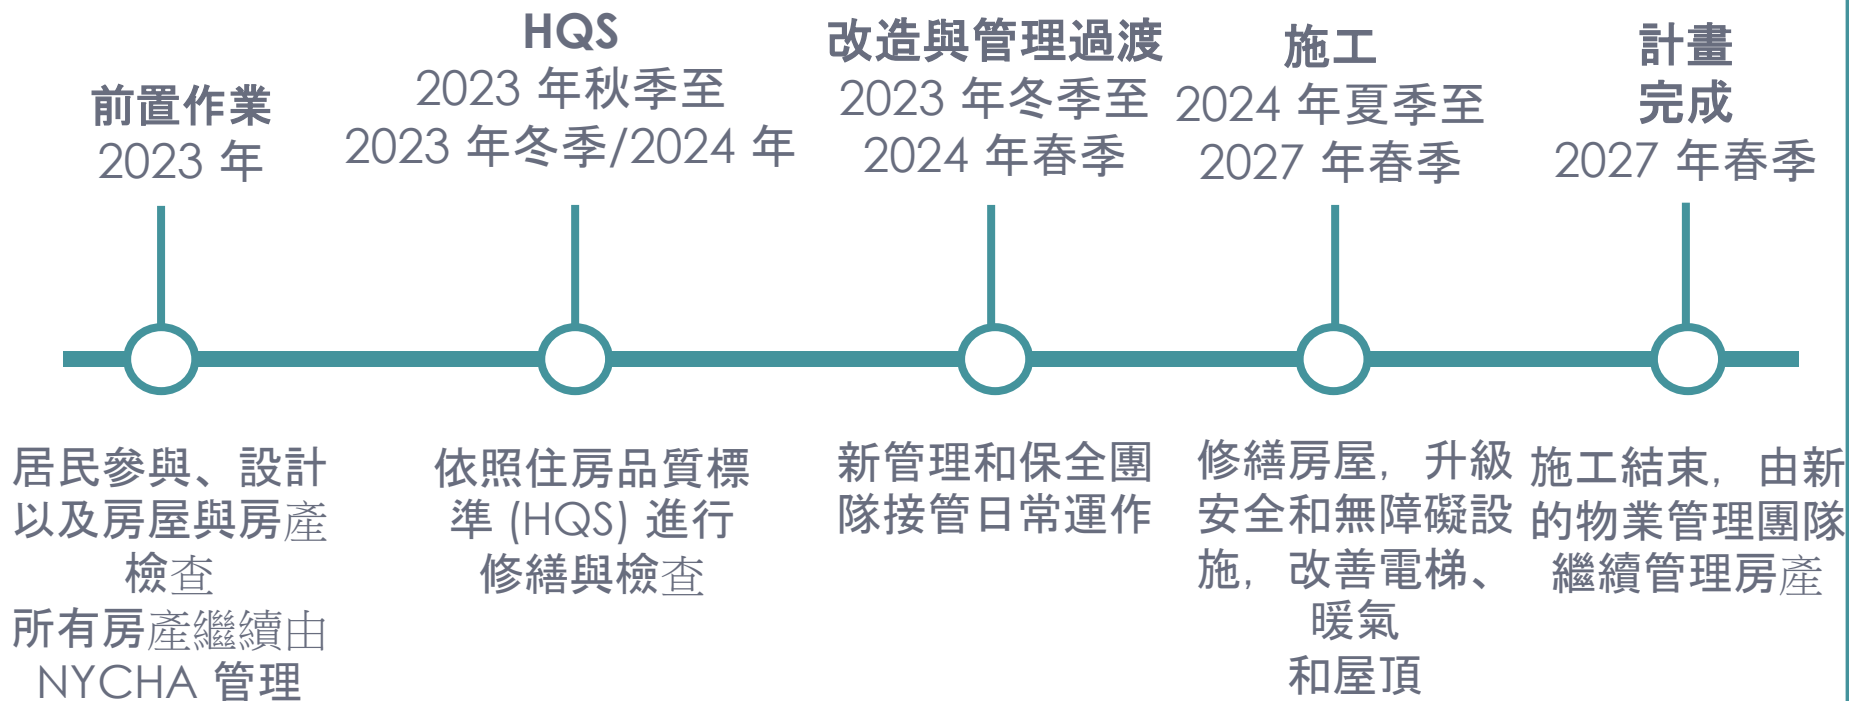 前置作業
2023 年
HQS
2023 年秋季至
2023 年冬季/2024 年
改造與管理過渡
2023 年冬季至
2024 年春季
施工
2024 年夏季至
2027 年春季
計畫
完成
2027 年春季
居民參與、設計
以及房屋與房產
檢查
所有房產繼續由
NYCHA 管理
依照住房品質標
準 (HQS) 進行
修繕與檢查
新管理和保全團
隊接管日常運作
修繕房屋，升級
安全和無障礙設
施，改善電梯、
暖氣
和屋頂
施工結束，由新
的物業管理團隊
繼續管理房產